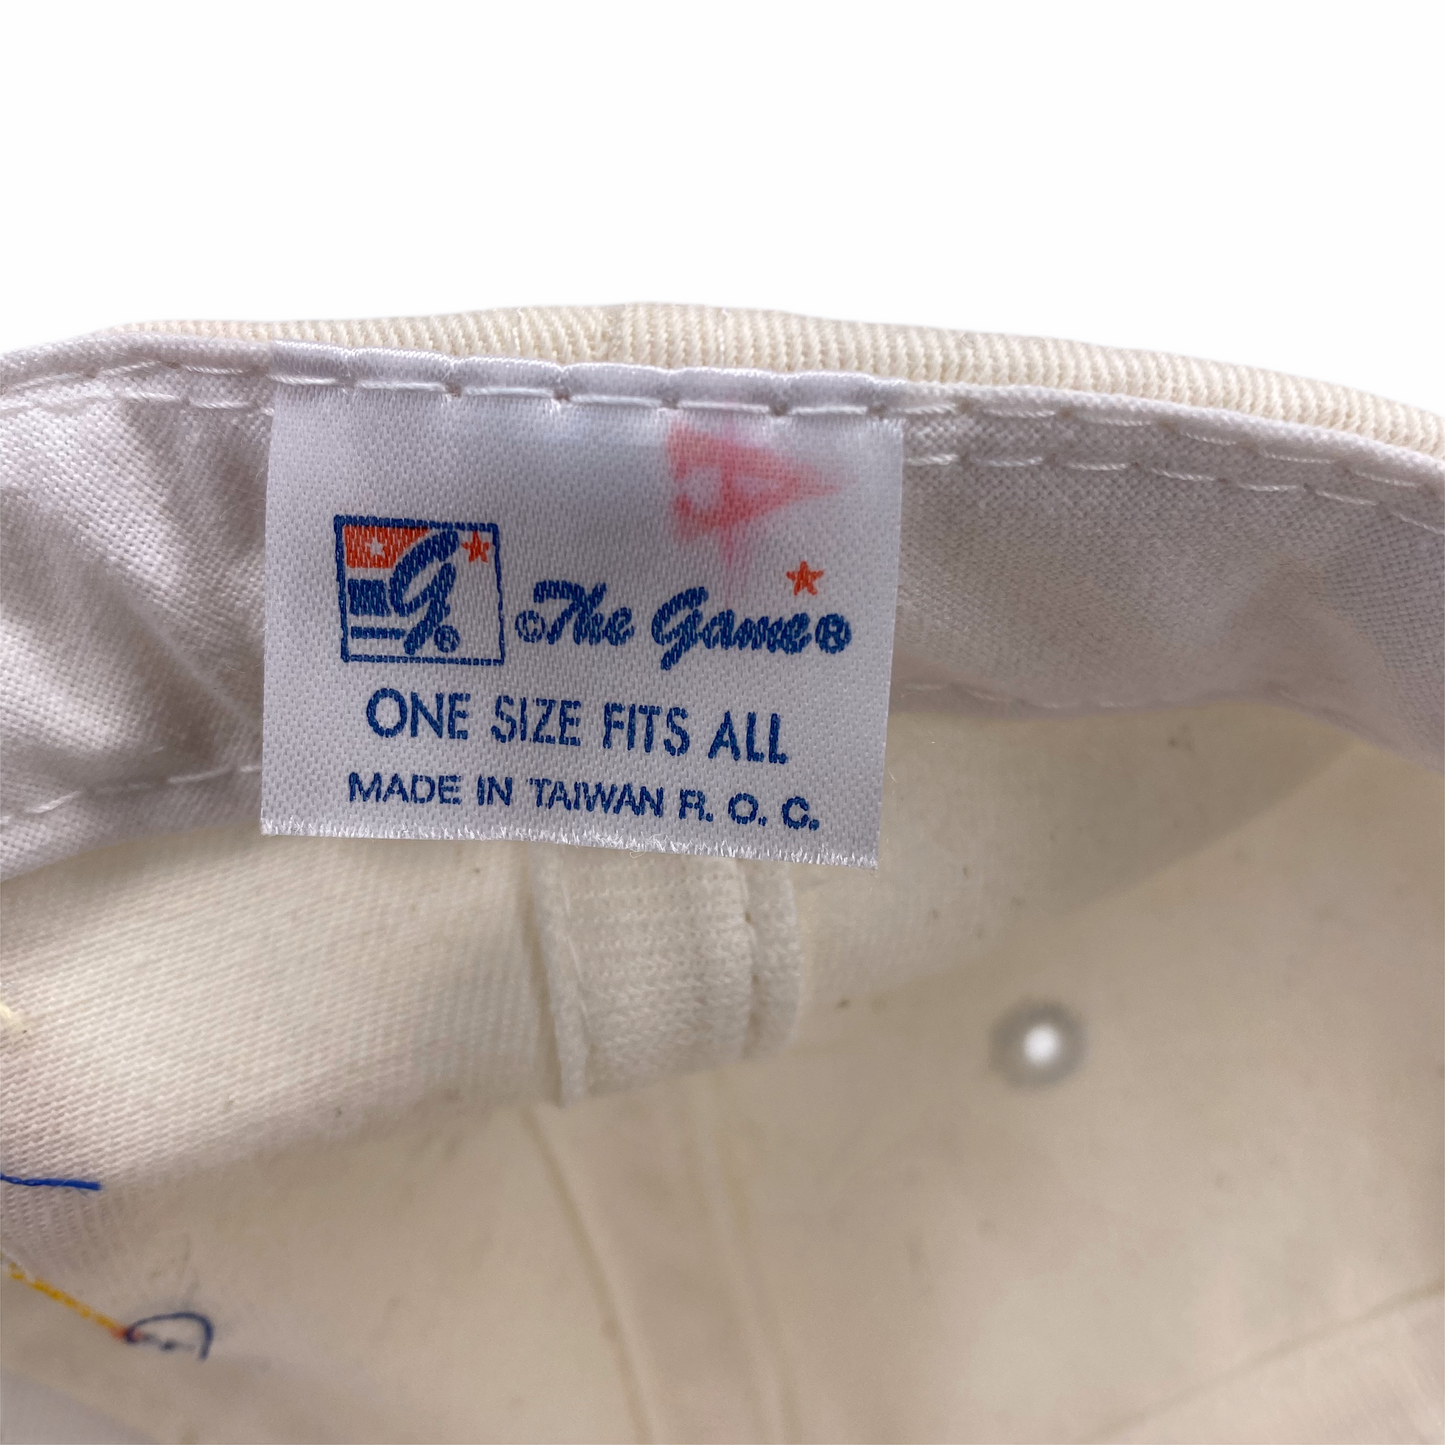 G®
©The Game®
ONE SIZE FITS ALL
MADE IN TAIWAN R. O. C.